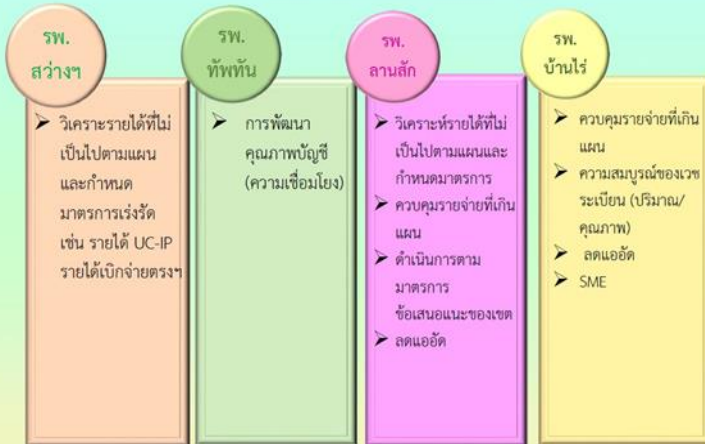 รพ.
สว่างฯ
➤ วิเคราะรายได้ที่ไม่
เป็นไปตามแผน
และกำหนด
มาตรการเร่งรัด
เช่น รายได้ UC-IP
รายได้เบิกจ่ายตรงฯ
รพ.
ทัพทัน
➤ การพัฒนา
คุณภาพบัญชี
(ความเชื่อมโยง)
รพ.
ลานสัก
➤ วิเคราะห์รายได้ที่ไม่
เป็นไปตามแผนและ
กำหนดมาตรการ
➤ ควบคุมรายจ่ายที่เกิน
แผน
➤ ดำเนินการตาม
มาตรการ
ข้อเสนอแนะของเขต
➤ ลดแออัด
รพ.
บ้านไร่
➤ ควบคุมรายจ่ายที่เกิน
แผน
➤ ความสมบูรณ์ของเวช
ระเบียน (ปริมาณ/
คุณภาพ)
➤ ลดแออัด
➤ SME